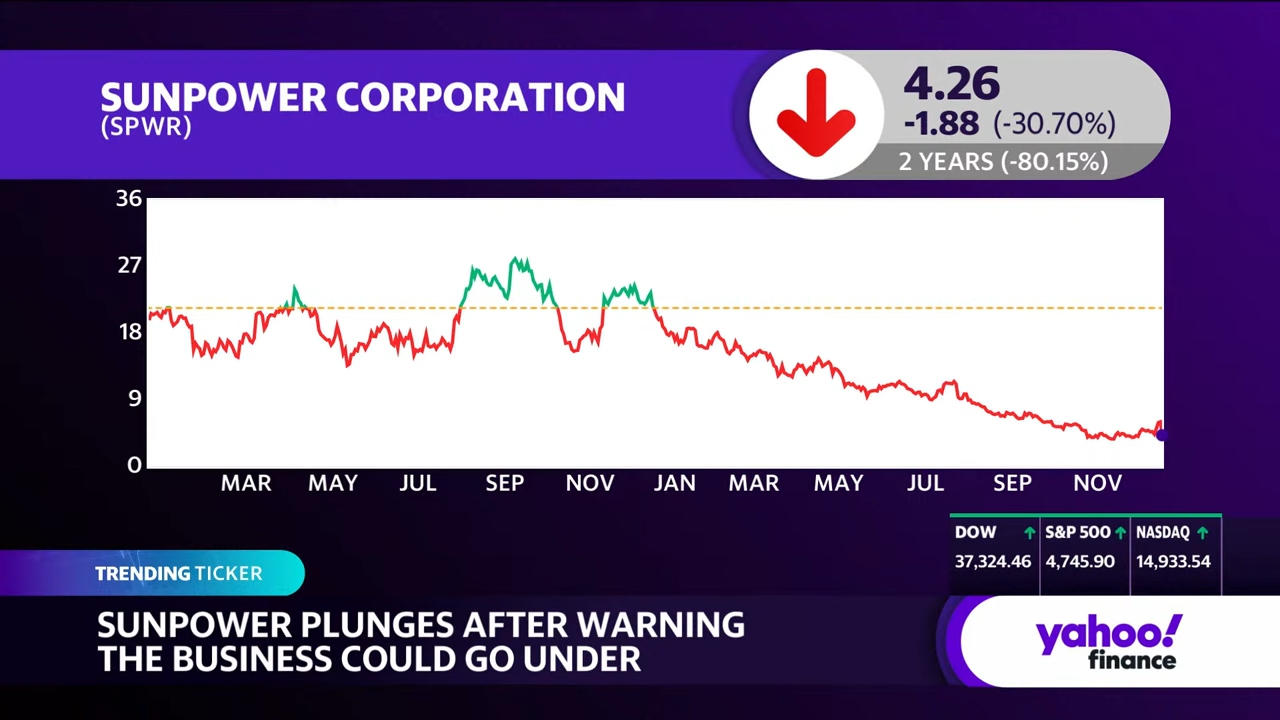 SUNPOWER CORPORATION
(SPWR)
4.26
-1.88 (-30.70%)
2 YEARS (-80.15%)
36
27
18
9
0
MAR MAY JUL SEP NOV JAN MAR MAY JUL SEP NOV
DOW S&P 500 NASDAQ
37,324.46 4,745.90 14,933.54
TRENDING TICKER
SUNPOWER PLUNGES AFTER WARNING
THE BUSINESS COULD GO UNDER
yahoo!
finance